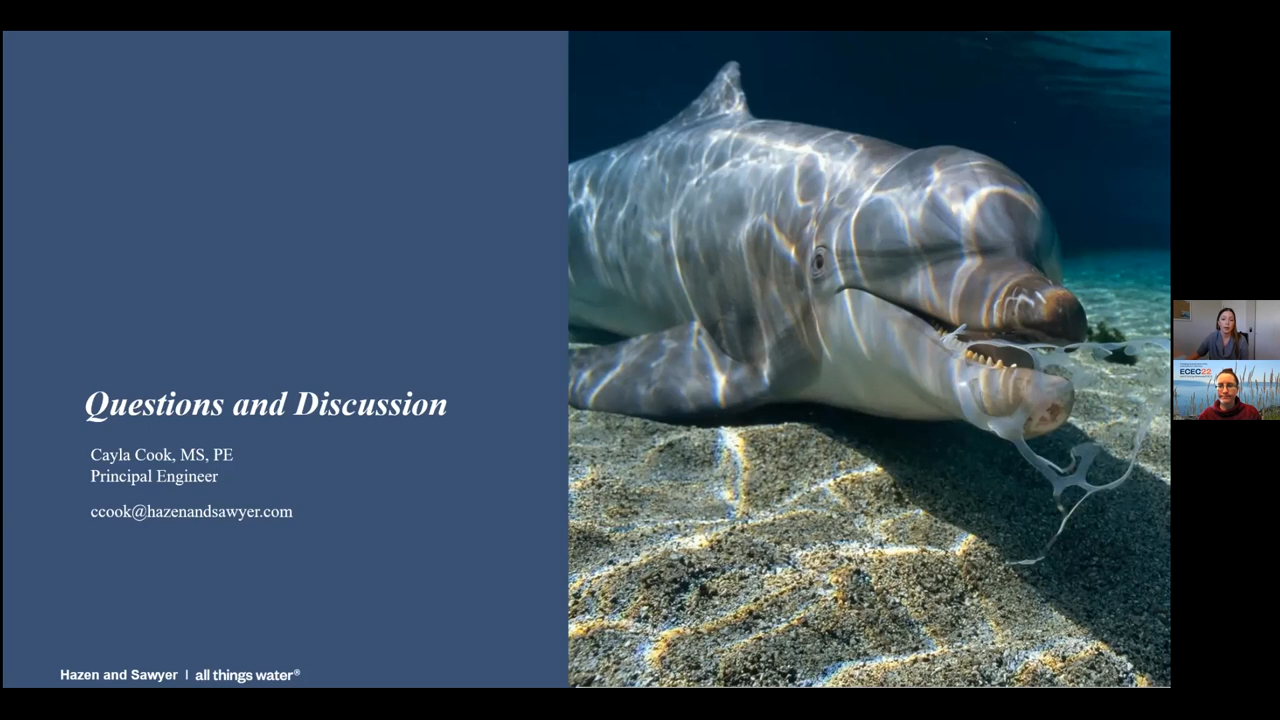 Questions and Discussion
Cayla Cook, MS, PE
Principal Engineer
ccook@hazenandsawyer.com
Hazen and Sawyer | all things water®
ECEC22